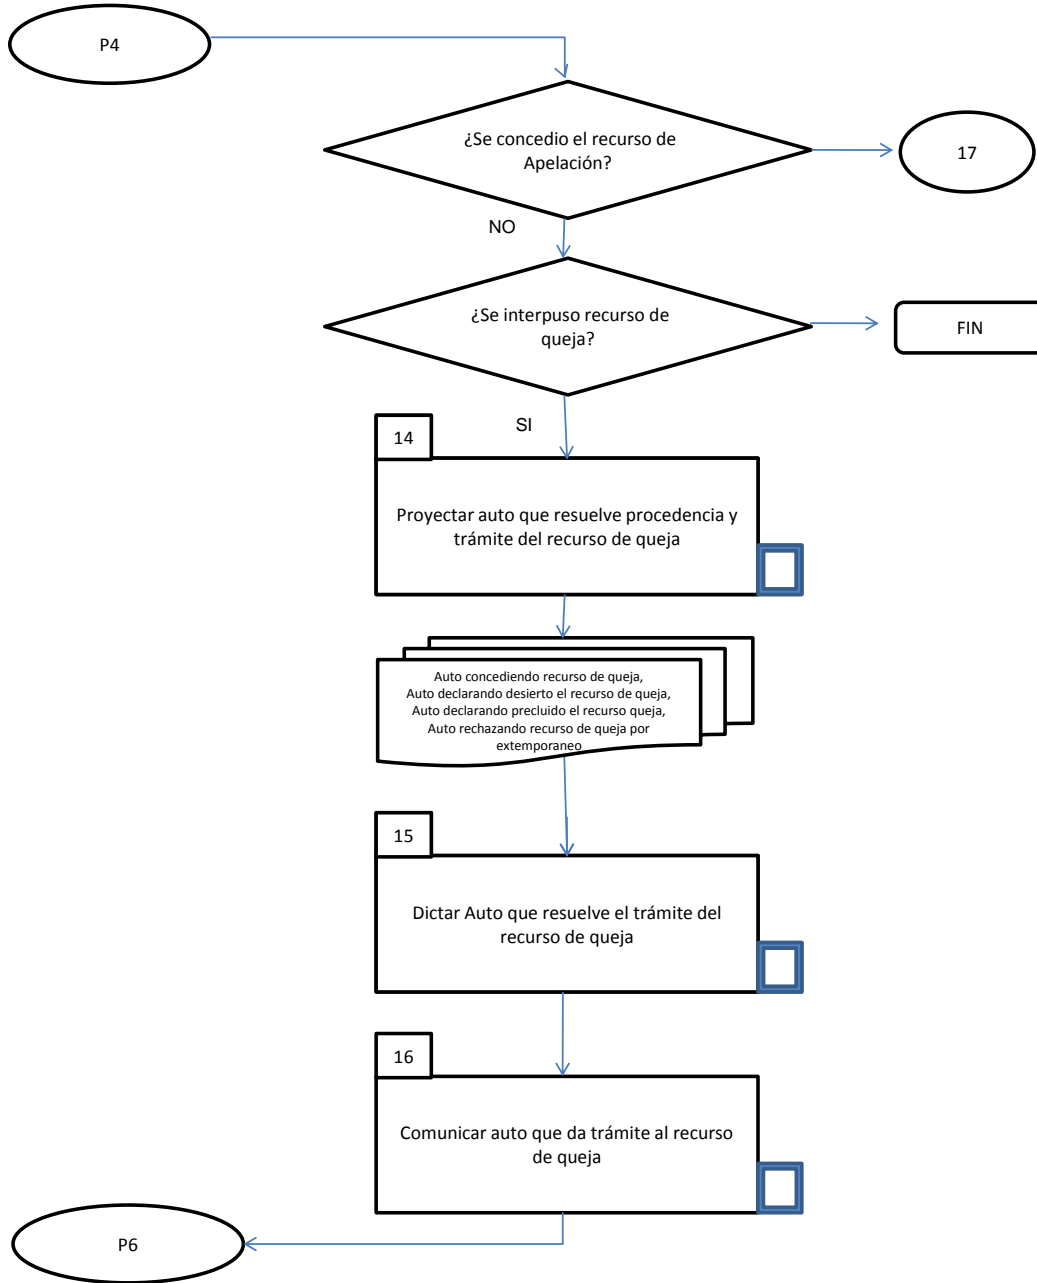 P4
¿Se concedio el recurso de
Apelación?
17
NO
¿Se interpuso recurso de
queja?
FIN
SI
14
Proyectar auto que resuelve procedencia y
trámite del recurso de queja
Auto concediendo recurso de queja,
Auto declarando desierto el recurso de queja,
Auto declarando precluido el recurso queja,
Auto rechazando recurso de queja por
extemporaneo
15
Dictar Auto que resuelve el trámite del
recurso de queja
16
Comunicar auto que da trámite al recurso
de queja
P6